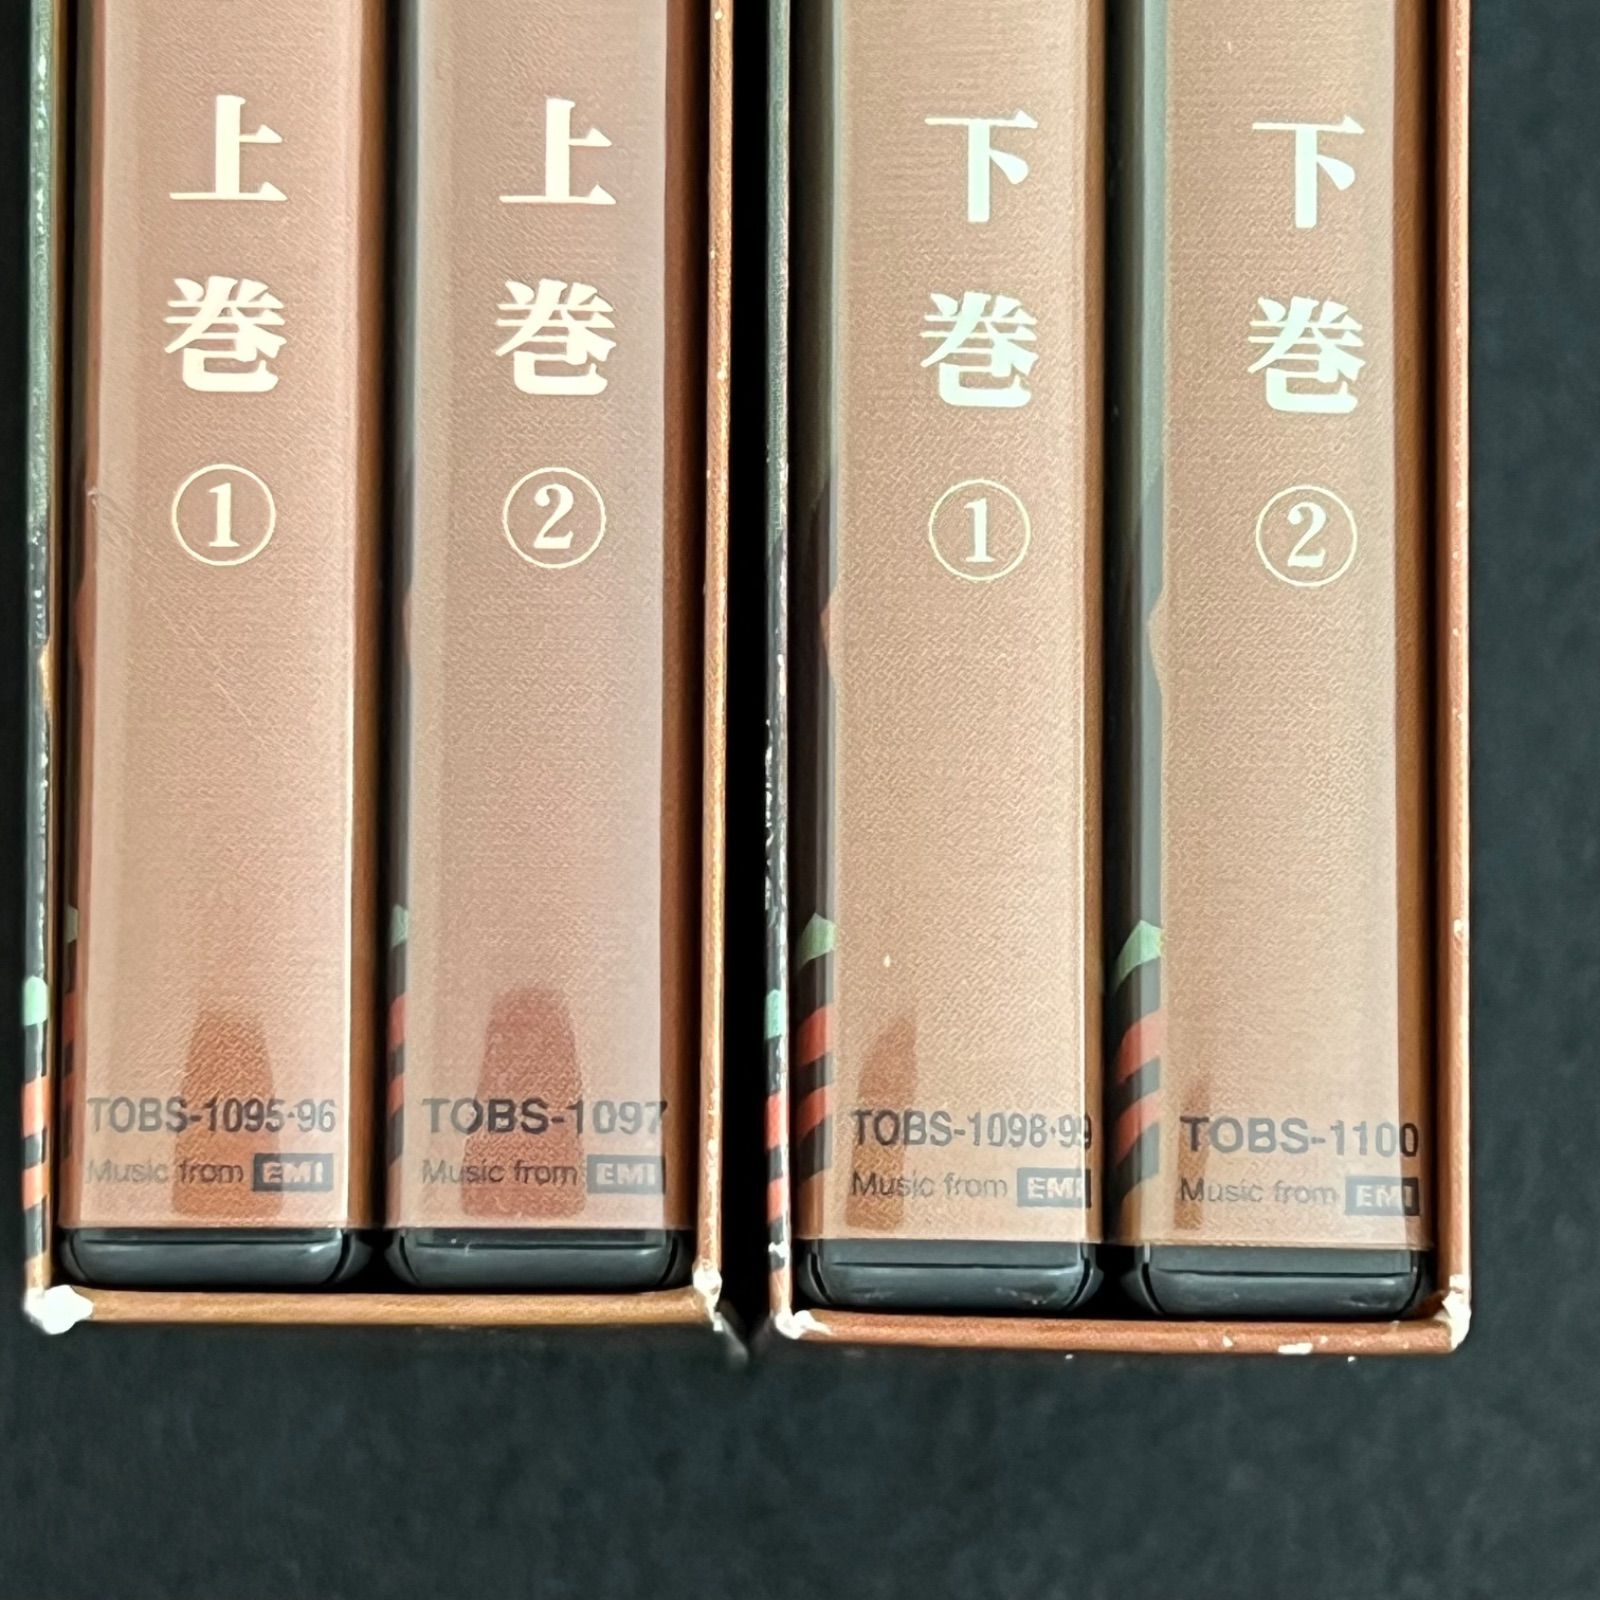 上巻①
TOBS-1095・96
Music from EMI
上巻②
TOBS-1097
Music from EMI
下巻①
TOBS-1098・99
Music from EMI
下巻②
TOBS-1100
Music from EMI